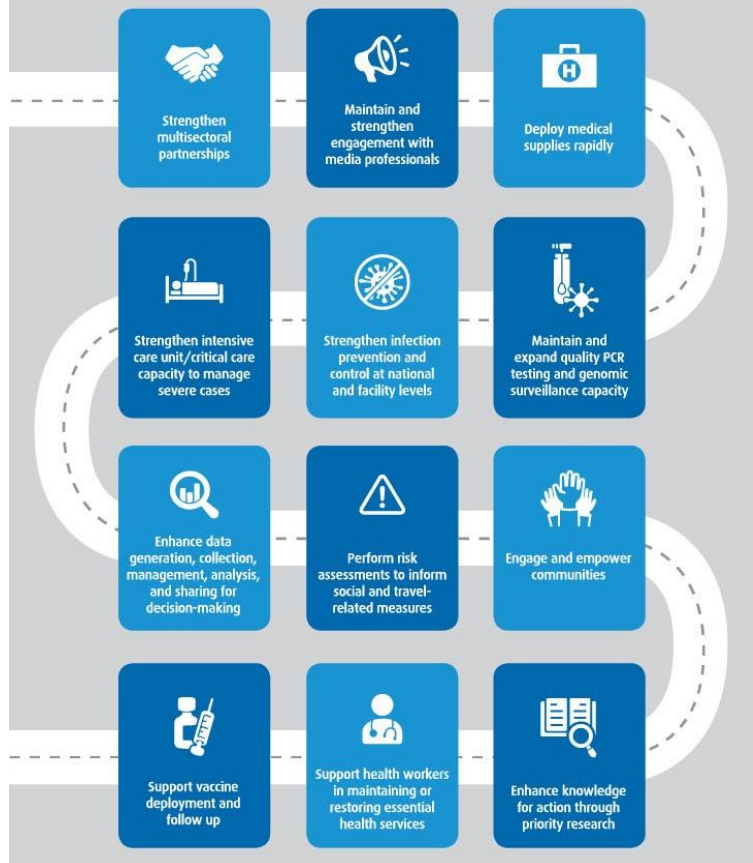 Strengthen
multisectoral
partnerships
Maintain and
strengthen
engagement with
media professionals
H
Deploy medical
supplies rapidly
Strengthen intensive
care unit/critical care
capacity to manage
severe cases
Strengthen infection
prevention and
control at national
and facility levels
Maintain and
expand quality PCR
testing and genomic
surveillance capacity
Enhance data
generation, collection,
management, analysis,
and sharing for
decision-making
Perform risk
assessments to inform
social and travel-
related measures
Engage and empower
communities
Support vaccine
deployment and
follow up
Support health workers
in maintaining or
restoring essential
health services
Enhance knowledge
for action through
priority research